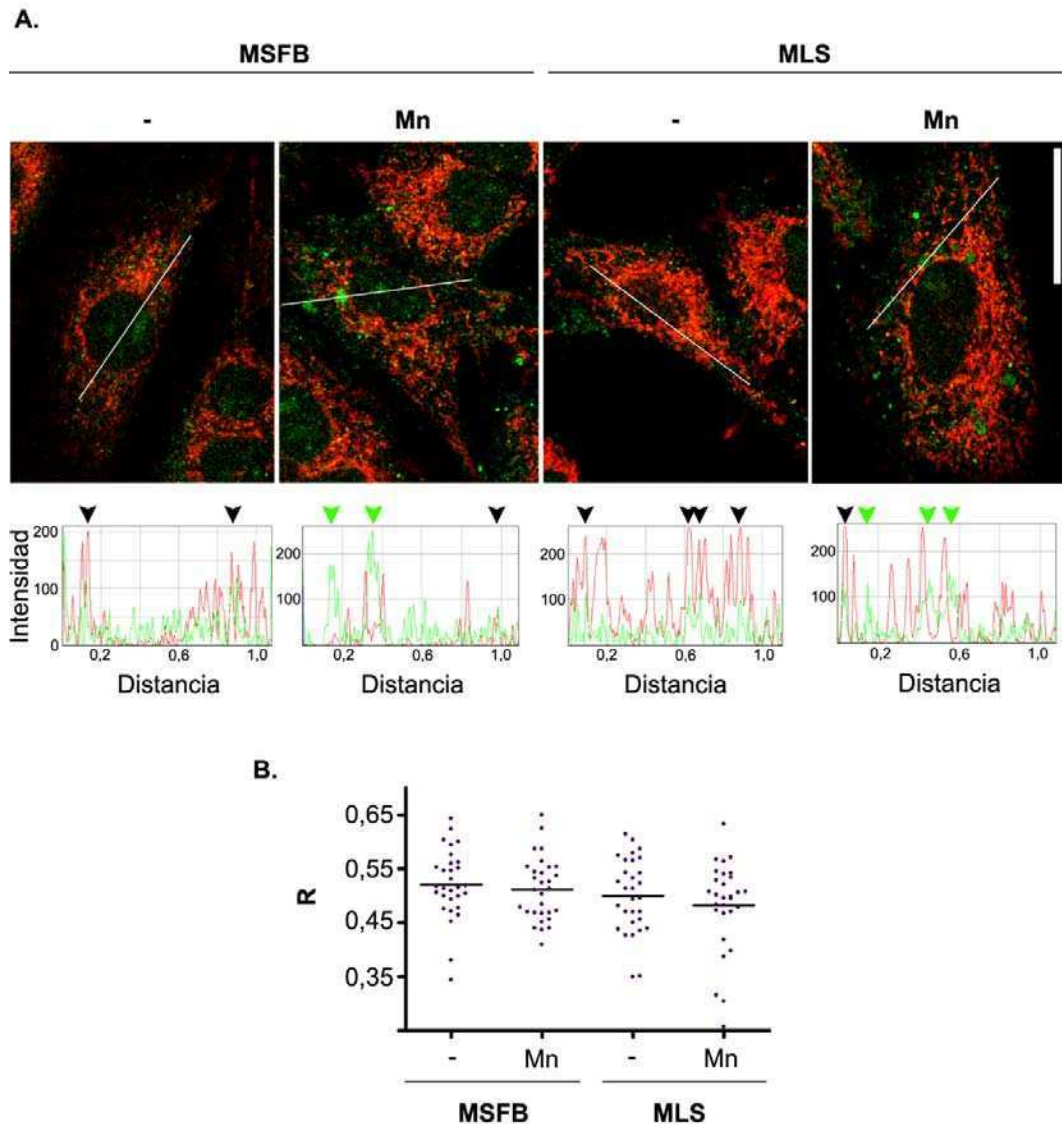 A.
MSFB MLS
- Mn - Mn
Intensidad
200 100 0
200 100
200 100
200 100
0,2 0,6 1,0
0,2 0,6 1,0
0,2 0,6 1,0
0,2 0,6 1,0
Distancia Distancia Distancia Distancia
B.
R
0,65
0,55
0,45
0,35
- Mn - Mn
MSFB MLS